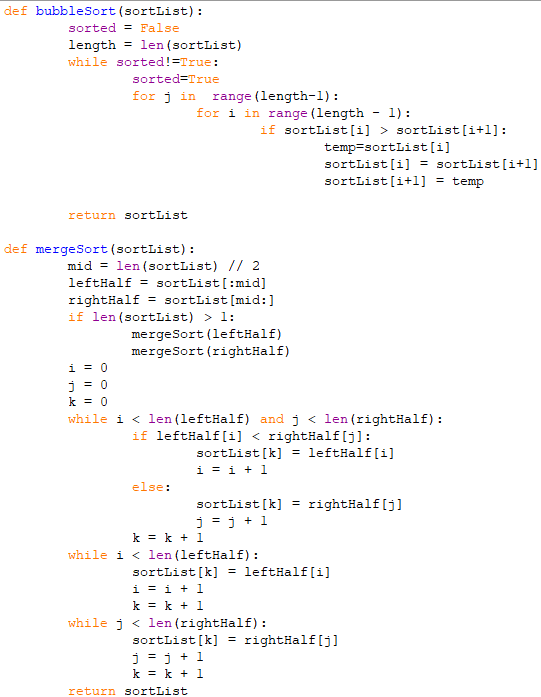 def bubbleSort(sortList):
        sorted = False
        length = len(sortList)
        while sorted!=True:
                sorted=True
                for j in  range(length-1):
                        for i in range(length - 1):
                                if sortList[i] > sortList[i+1]:
                                        temp=sortList[i]
                                        sortList[i] = sortList[i+1]
                                        sortList[i+1] = temp

        return sortList

def mergeSort(sortList):
        mid = len(sortList) // 2
        leftHalf = sortList[:mid]
        rightHalf = sortList[mid:]
        if len(sortList) > 1:
                mergeSort(leftHalf)
                mergeSort(rightHalf)
        i = 0
        j = 0
        k = 0
        while i < len(leftHalf) and j < len(rightHalf):
                if leftHalf[i] < rightHalf[j]:
                        sortList[k] = leftHalf[i]
                        i = i + 1
                else:
                        sortList[k] = rightHalf[j]
                        j = j + 1
                k = k + 1
        while i < len(leftHalf):
                sortList[k] = leftHalf[i]
                i = i + 1
                k = k + 1
        while j < len(rightHalf):
                sortList[k] = rightHalf[j]
                j = j + 1
                k = k + 1
        return sortList